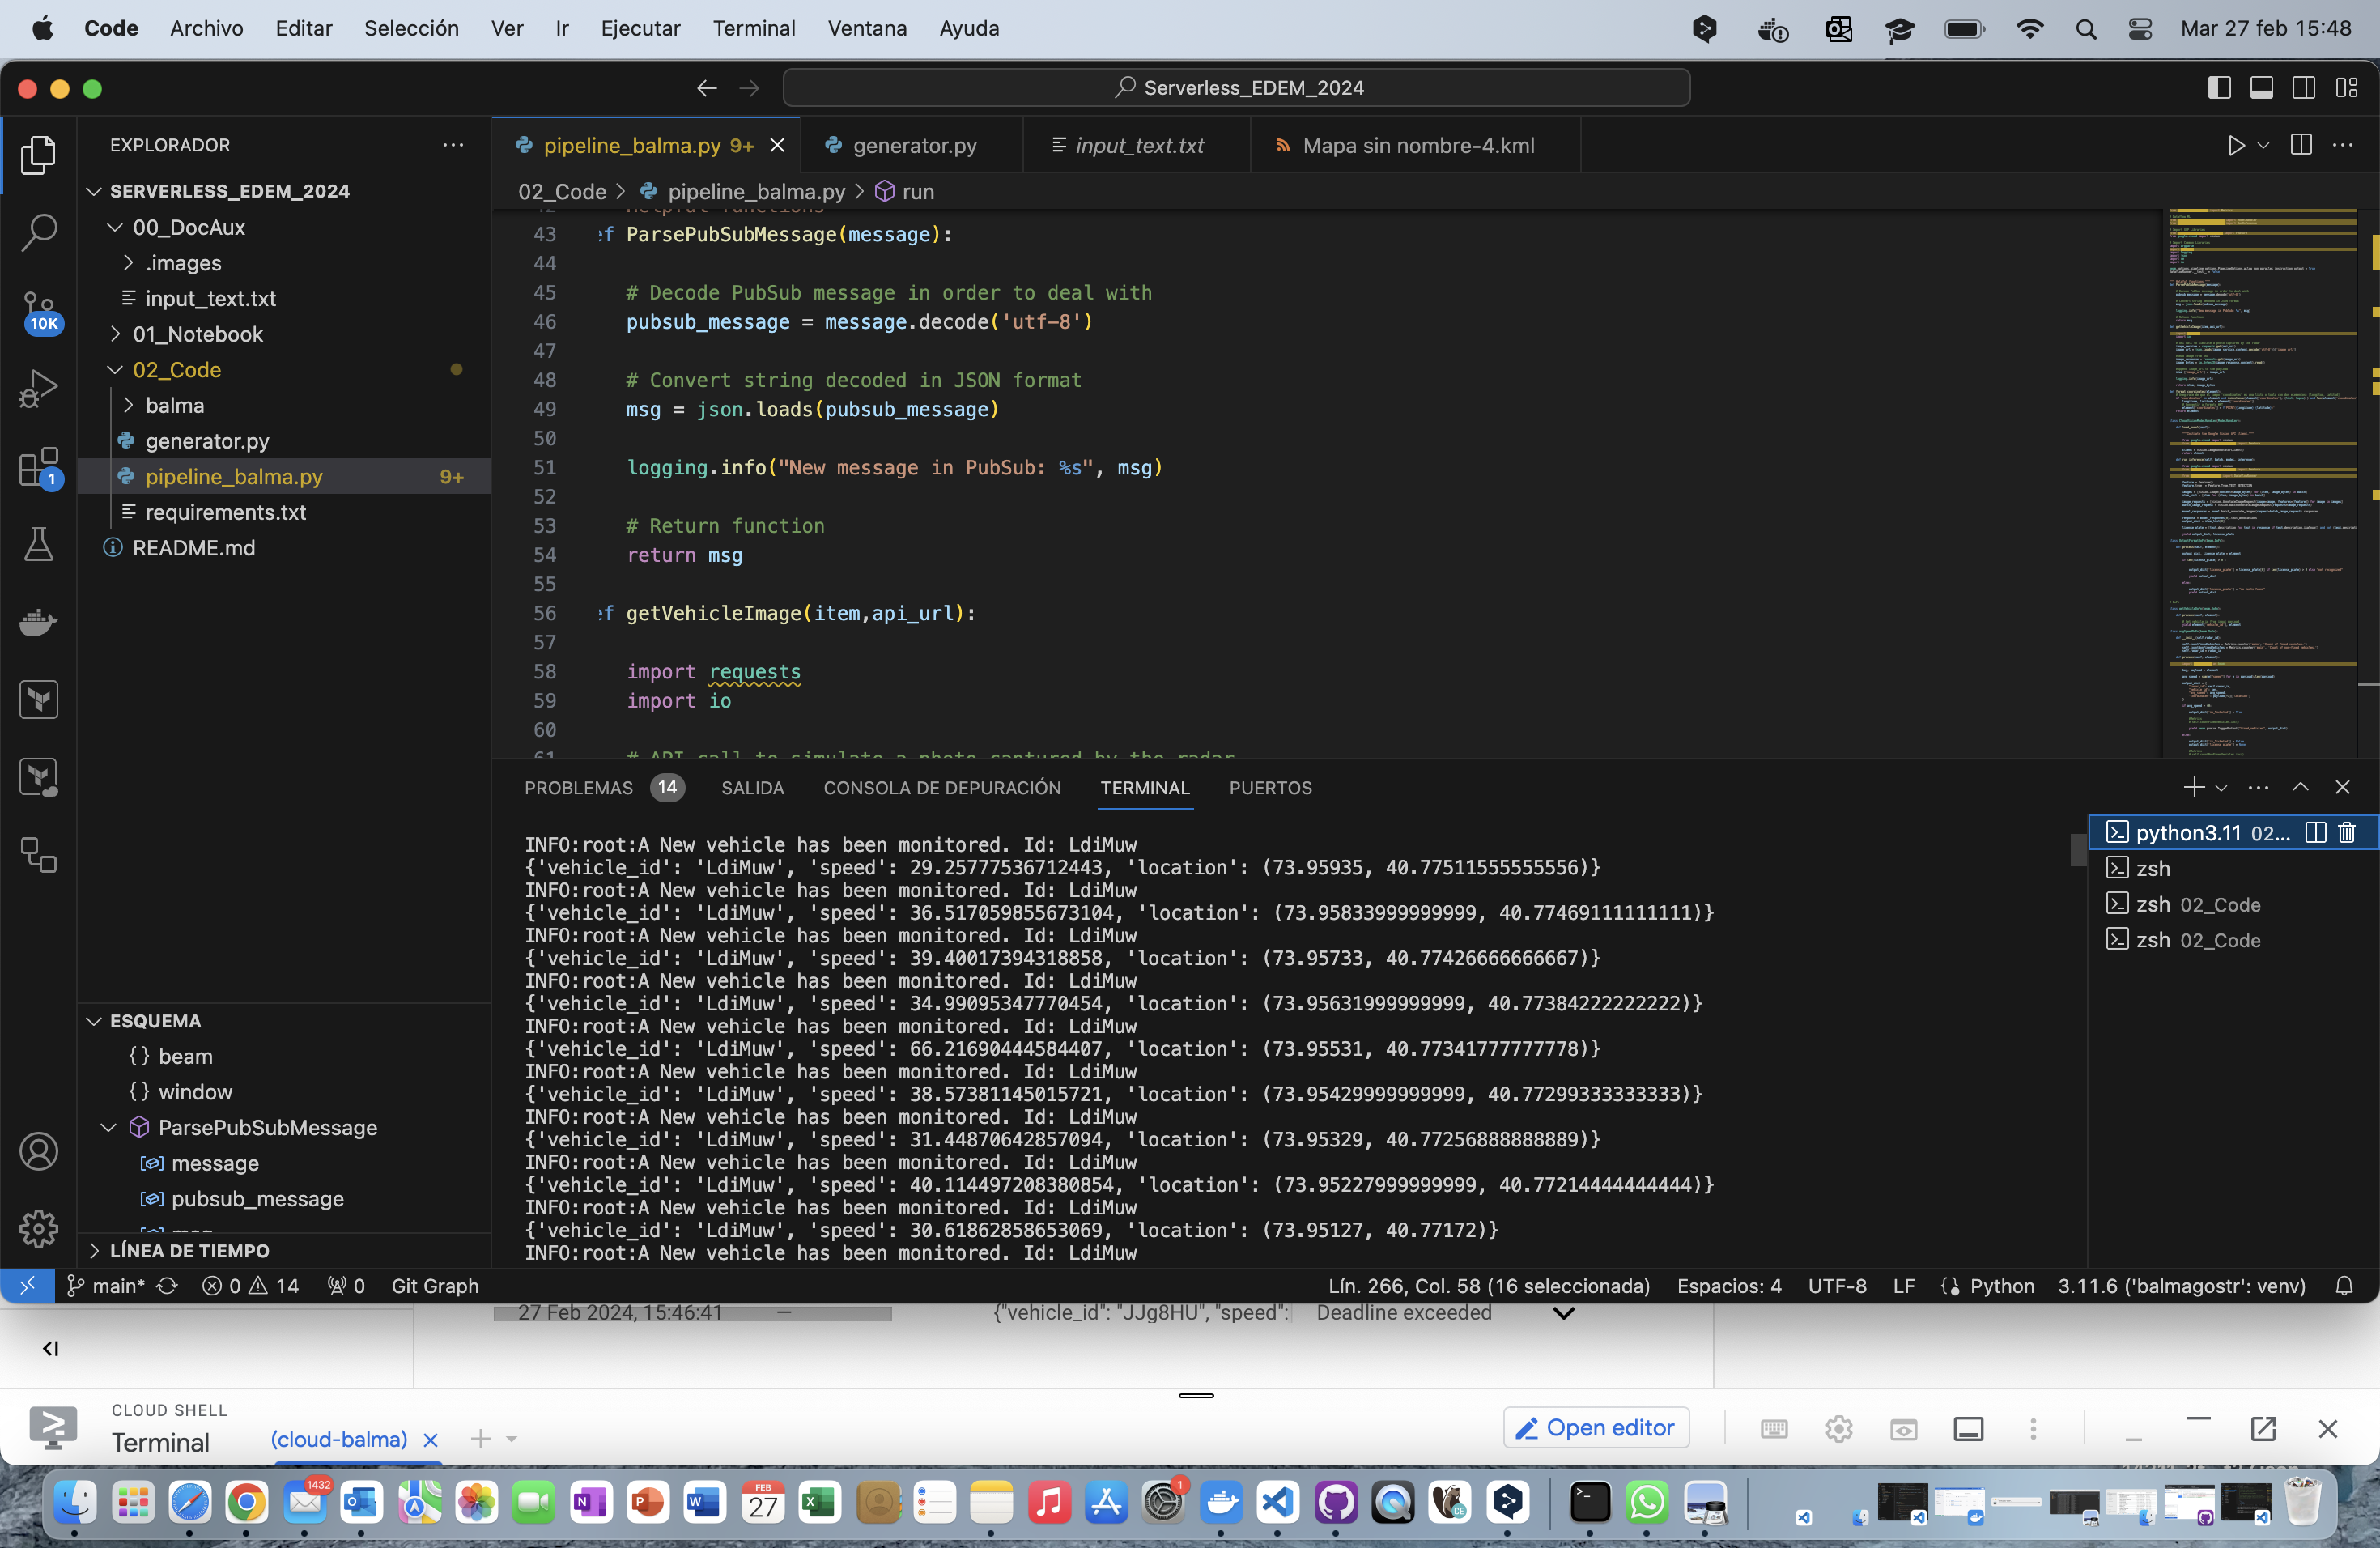 Code Archivo Editar Selección Ver Ir Ejecutar Terminal Ventana Ayuda Mar 27 feb 15:48
Serverless_EDEM_2024
EXPLORADOR
SERVERLESS_EDEM_2024
00_DocAux
.images
input_text.txt
01_Notebook
02_Code
balma
generator.py
pipeline_balma.py 9+
requirements.txt
README.md
10K
1
ESQUEMA
beam
window
ParsePubSubMessage
message
pubsub_message
LÍNEA DE TIEMPO
pipeline_balma.py 9+ generator.py input_text.txt Mapa sin nombre-4.kml
02_Code > pipeline_balma.py > run
43 ef ParsePubSubMessage(message):
44
45 # Decode PubSub message in order to deal with
46 pubsub_message = message.decode('utf-8')
47
48 # Convert string decoded in JSON format
49 msg = json.loads(pubsub_message)
50
51 logging.info("New message in PubSub: %s", msg)
52
53 # Return function
54 return msg
55
56 ef getVehicleImage(item,api_url):
57
58 import requests
59 import io
60
61 # API call to simulate a photo captured by the radar
PROBLEMAS 14 SALIDA CONSOLA DE DEPURACIÓN TERMINAL PUERTOS
INFO:root:A New vehicle has been monitored. Id: LdiMuw
{'vehicle_id': 'LdiMuw', 'speed': 29.25777536712443, 'location': (73.95935, 40.77511555555556)}
INFO:root:A New vehicle has been monitored. Id: LdiMuw
{'vehicle_id': 'LdiMuw', 'speed': 36.517059855673104, 'location': (73.95833999999999, 40.77469111111111)}
INFO:root:A New vehicle has been monitored. Id: LdiMuw
{'vehicle_id': 'LdiMuw', 'speed': 39.40017394318858, 'location': (73.95733, 40.77426666666667)}
INFO:root:A New vehicle has been monitored. Id: LdiMuw
{'vehicle_id': 'LdiMuw', 'speed': 34.99095347770454, 'location': (73.95631999999999, 40.77384222222222)}
INFO:root:A New vehicle has been monitored. Id: LdiMuw
{'vehicle_id': 'LdiMuw', 'speed': 66.21690444584407, 'location': (73.95531, 40.77341777777778)}
INFO:root:A New vehicle has been monitored. Id: LdiMuw
{'vehicle_id': 'LdiMuw', 'speed': 38.57381145015721, 'location': (73.95429999999999, 40.77299333333333)}
INFO:root:A New vehicle has been monitored. Id: LdiMuw
{'vehicle_id': 'LdiMuw', 'speed': 31.44870642857094, 'location': (73.95329, 40.77256888888889)}
INFO:root:A New vehicle has been monitored. Id: LdiMuw
{'vehicle_id': 'LdiMuw', 'speed': 40.114497208380854, 'location': (73.95227999999999, 40.77214444444444)}
INFO:root:A New vehicle has been monitored. Id: LdiMuw
{'vehicle_id': 'LdiMuw', 'speed': 30.61862858653069, 'location': (73.95127, 40.77172)}
INFO:root:A New vehicle has been monitored. Id: LdiMuw
python3.11 02...
zsh
zsh 02_Code
zsh 02_Code
main* 0 14 0 Git Graph Lín. 266, Col. 58 (16 seleccionada) Espacios: 4 UTF-8 LF Python 3.11.6 ('balmagostr': venv)
27 Feb 2024, 15:46:41 — {"vehicle_id": "JJg8HU", "speed": Deadline exceeded
CLOUD SHELL
Terminal (cloud-balma) Open editor
1432
FEB
27
1